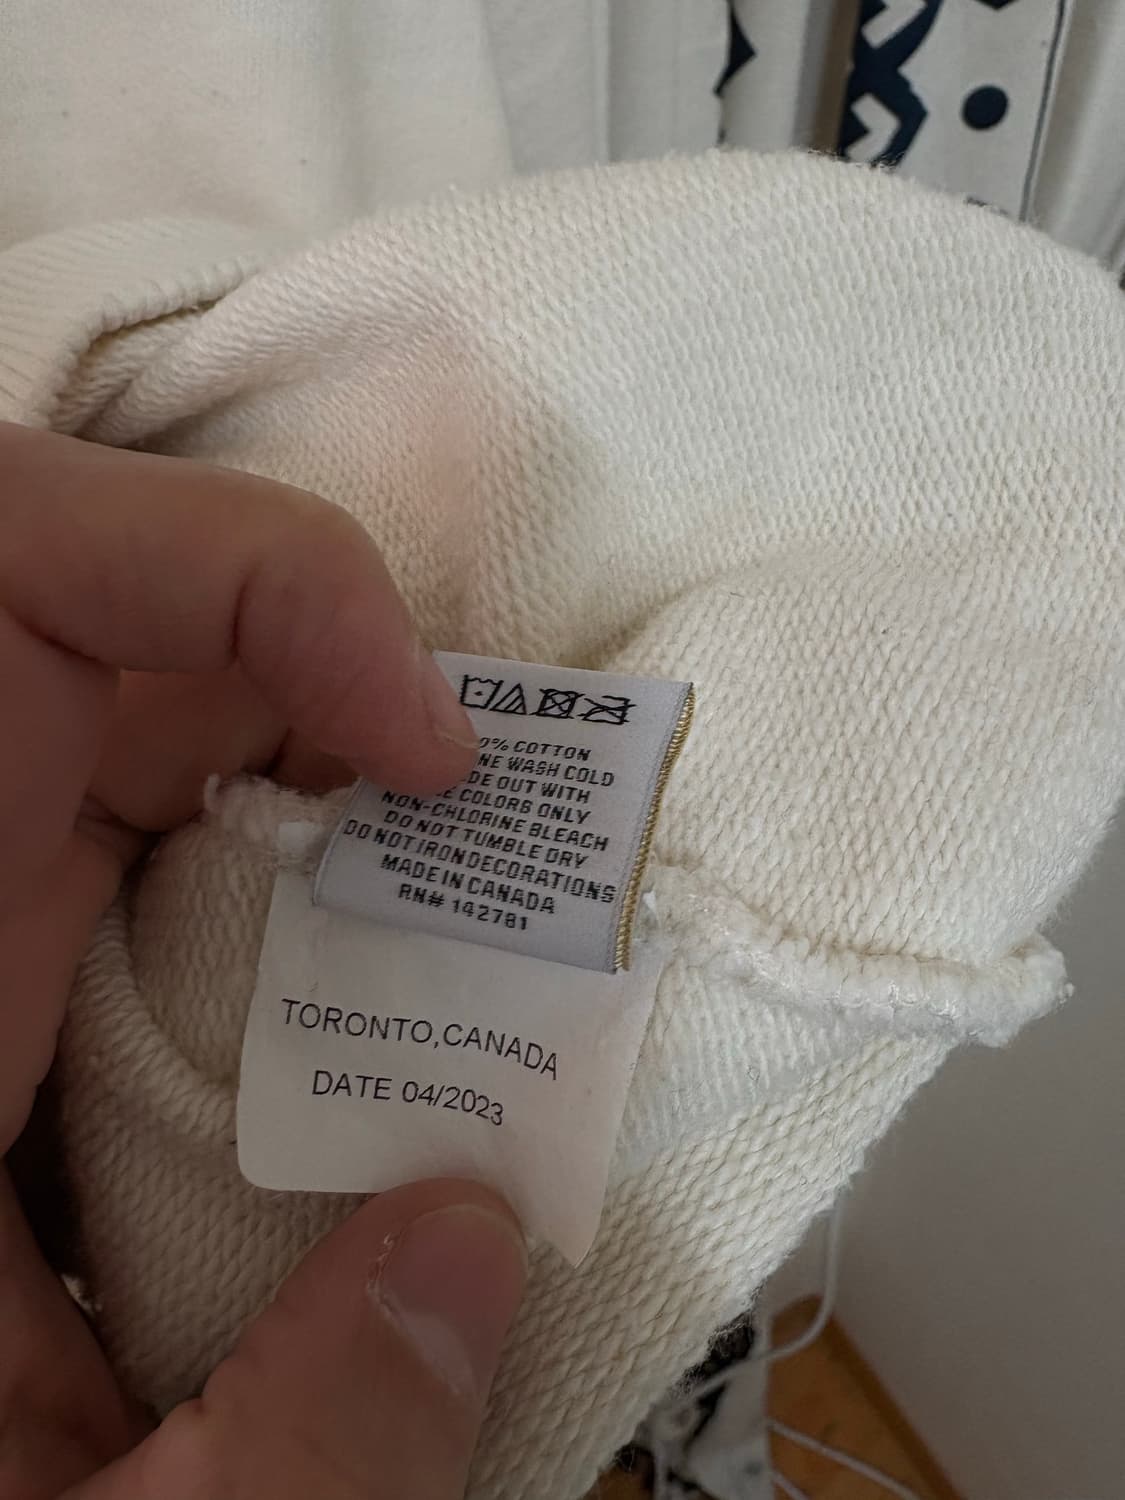 COTTON
WASH COLD
OUT WITH
COLORS ONLY
NON-CHLORINE BLEACH
DO NOT TUMBLE DRY
DO NOT IRON DECORATIONS
MADE IN CANADA
RN# 142781
TORONTO,CANADA
DATE 04/2023